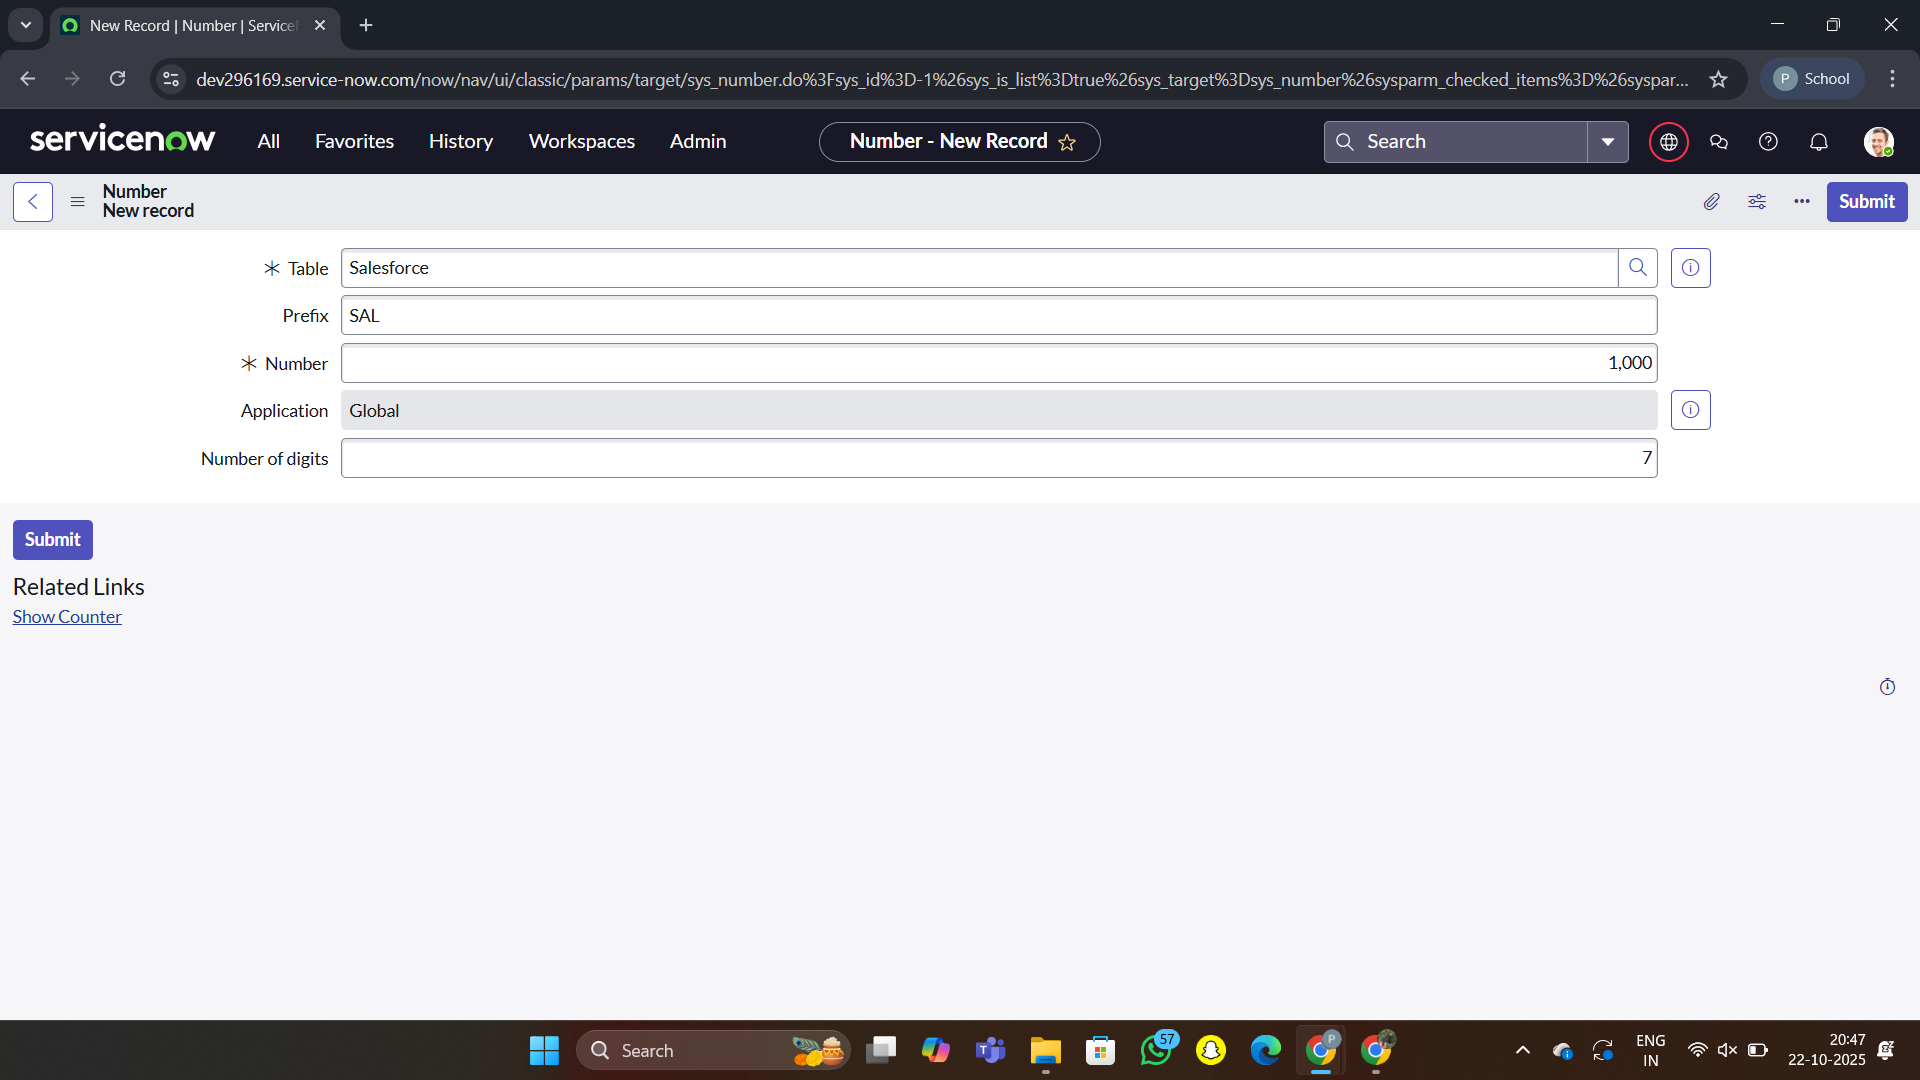 New Record | Number | Service
dev296169.service-now.com/now/nav/ui/classic/params/target/sys_number.do%3Fsys_id%3D-1%26sys_is_list%3Dtrue%26sys_target%3Dsys_number%26sysparm_checked_items%3D%26syspar...
P School
servicenow All Favorites History Workspaces Admin Number - New Record Search
Number
New record
Submit
Table Salesforce
Prefix SAL
Number 1,000
Application Global
Number of digits 7
Submit
Related Links
Show Counter
Search
57
P
ENG
IN
20:47
22-10-2025